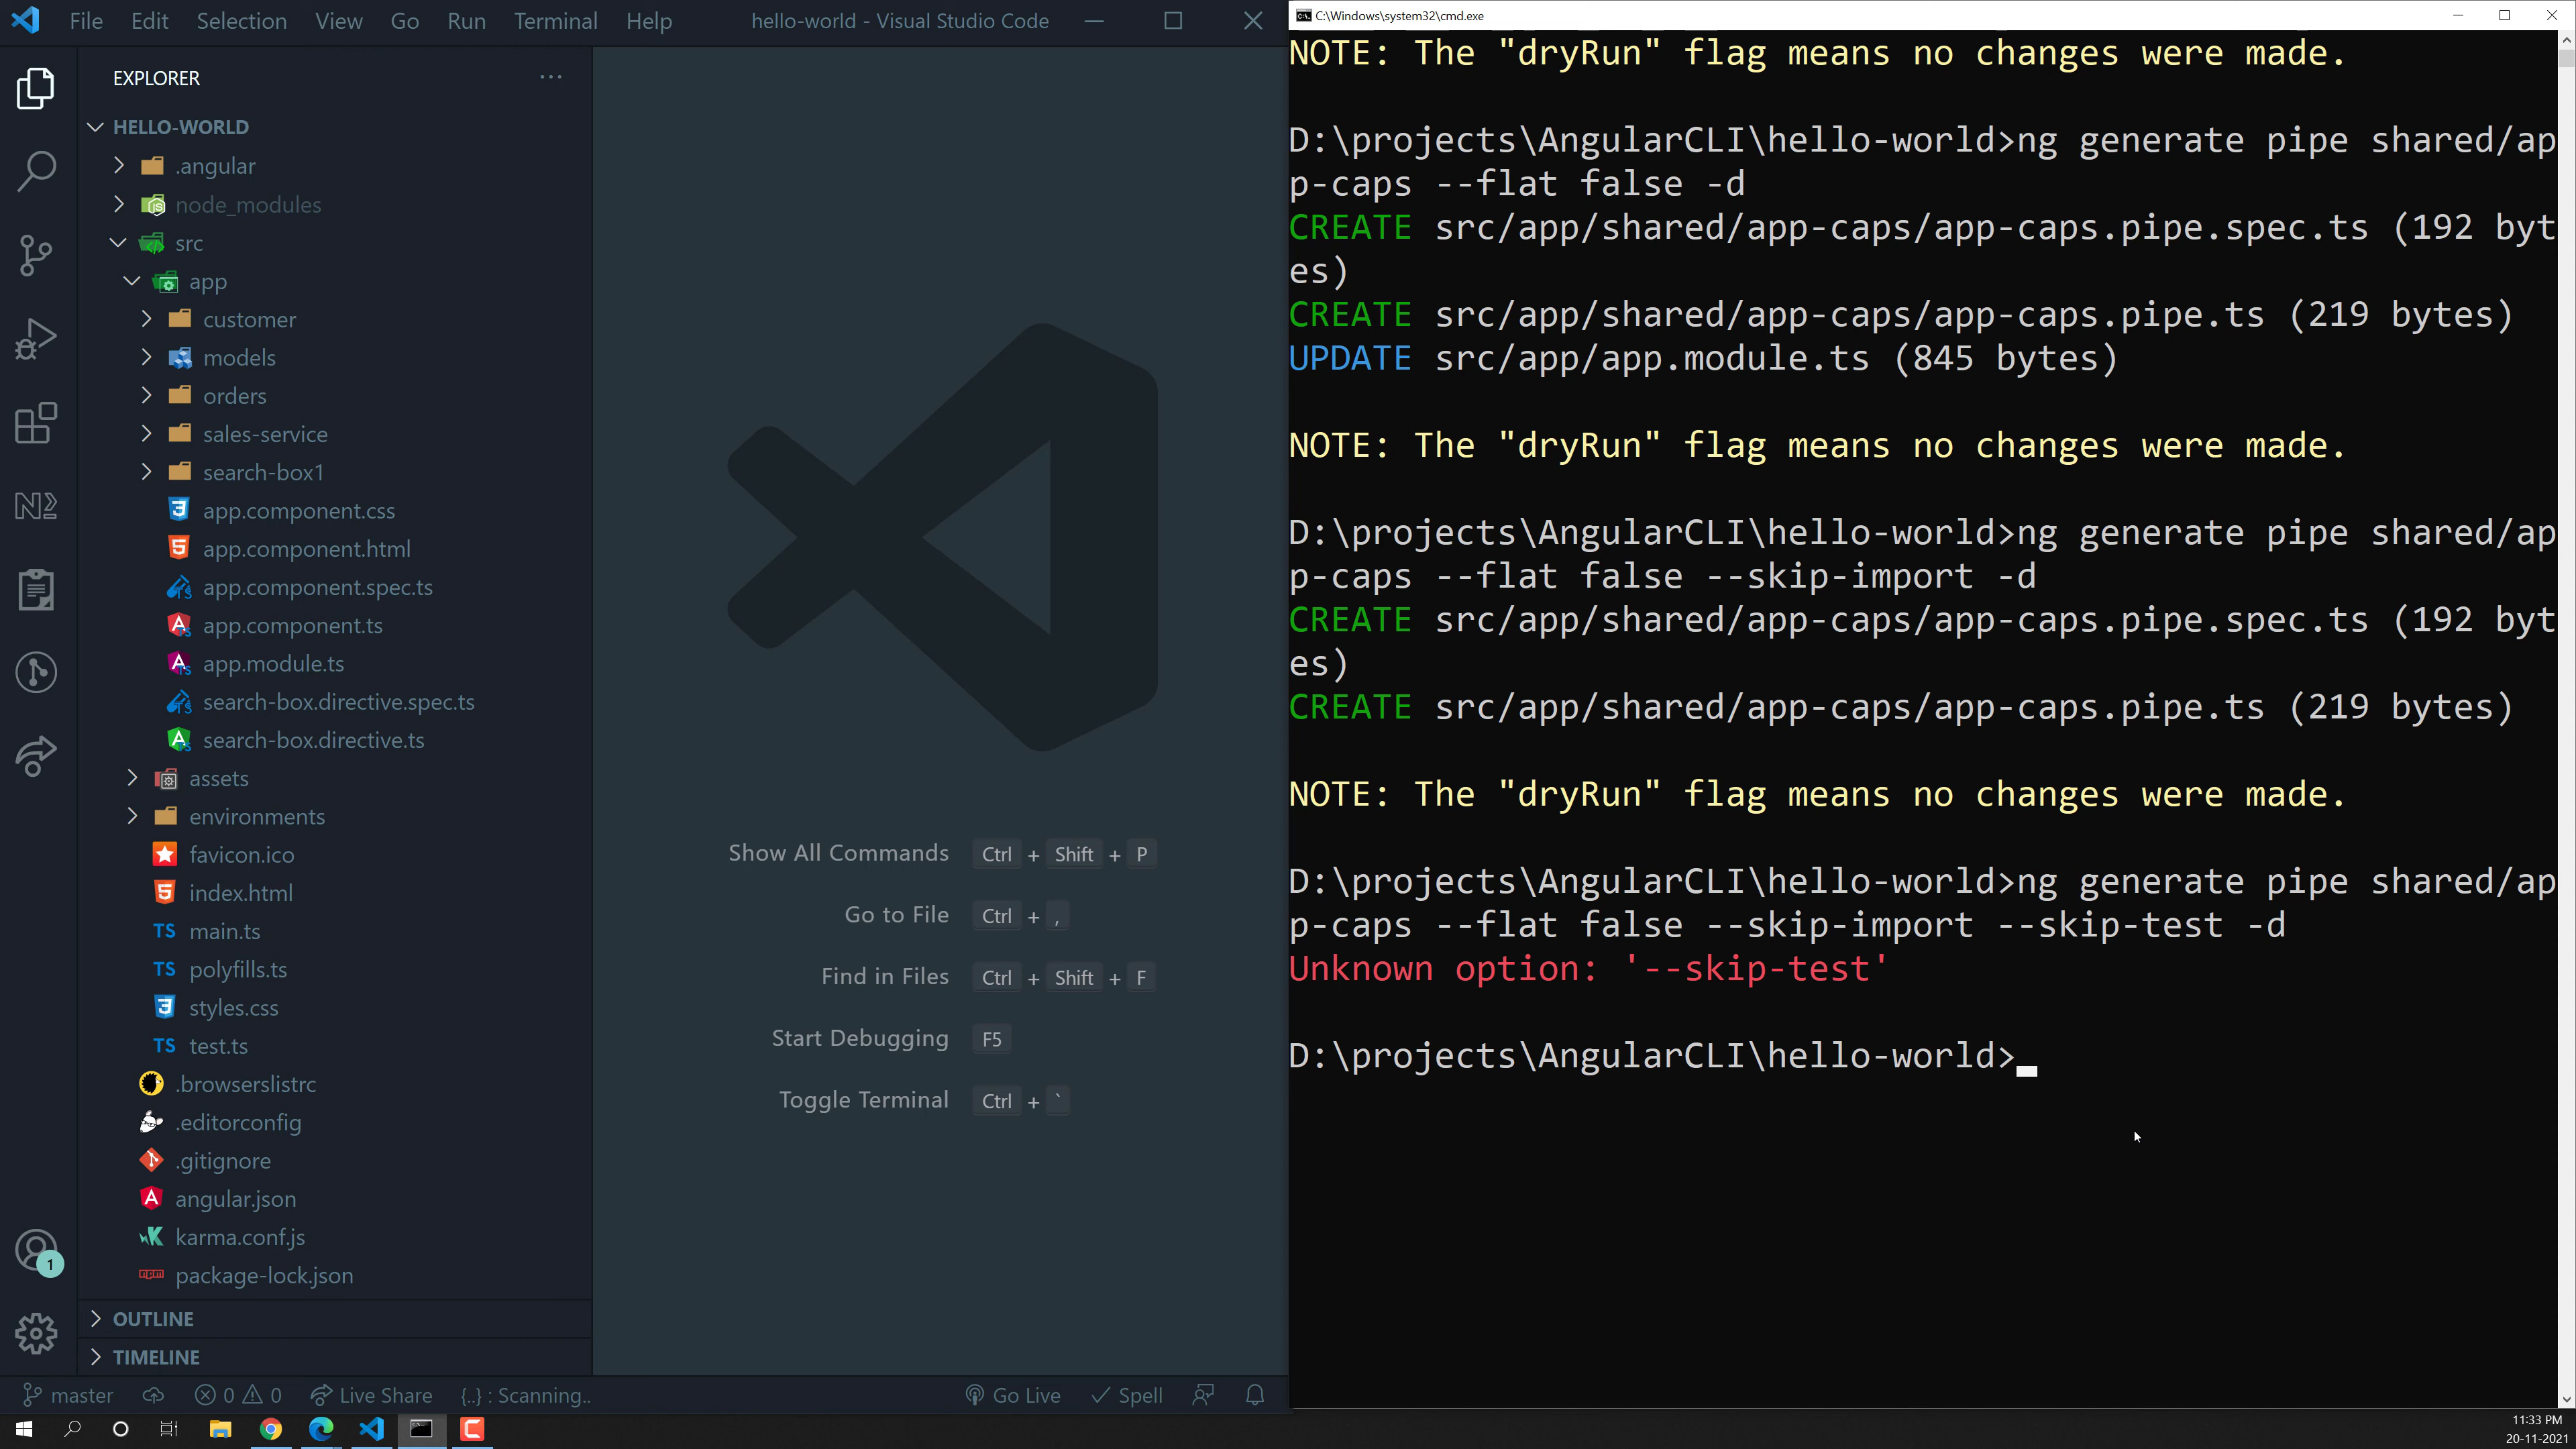 File Edit Selection View Go Run Terminal Help hello-world - Visual Studio Code
EXPLORER
HELLO-WORLD
.angular
node_modules
src
app
customer
models
orders
sales-service
search-box1
app.component.css
app.component.html
app.component.spec.ts
app.component.ts
app.module.ts
search-box.directive.spec.ts
search-box.directive.ts
assets
environments
favicon.ico
index.html
main.ts
polyfills.ts
styles.css
test.ts
.browserslistrc
.editorconfig
.gitignore
angular.json
karma.conf.js
package-lock.json
OUTLINE
TIMELINE
1
Show All Commands Ctrl + Shift + P
Go to File Ctrl + ,
Find in Files Ctrl + Shift + F
Start Debugging F5
Toggle Terminal Ctrl + `
master 0 0 Live Share {..} : Scanning.. Go Live Spell
C:\Windows\system32\cmd.exe
NOTE: The "dryRun" flag means no changes were made.
D:\projects\AngularCLI\hello-world>ng generate pipe shared/ap
p-caps --flat false -d
CREATE src/app/shared/app-caps/app-caps.pipe.spec.ts (192 byt
es)
CREATE src/app/shared/app-caps/app-caps.pipe.ts (219 bytes)
UPDATE src/app/app.module.ts (845 bytes)
NOTE: The "dryRun" flag means no changes were made.
D:\projects\AngularCLI\hello-world>ng generate pipe shared/ap
p-caps --flat false --skip-import -d
CREATE src/app/shared/app-caps/app-caps.pipe.spec.ts (192 byt
es)
CREATE src/app/shared/app-caps/app-caps.pipe.ts (219 bytes)
NOTE: The "dryRun" flag means no changes were made.
D:\projects\AngularCLI\hello-world>ng generate pipe shared/ap
p-caps --flat false --skip-import --skip-test -d
Unknown option: '--skip-test'
D:\projects\AngularCLI\hello-world>
11:33 PM
20-11-2021